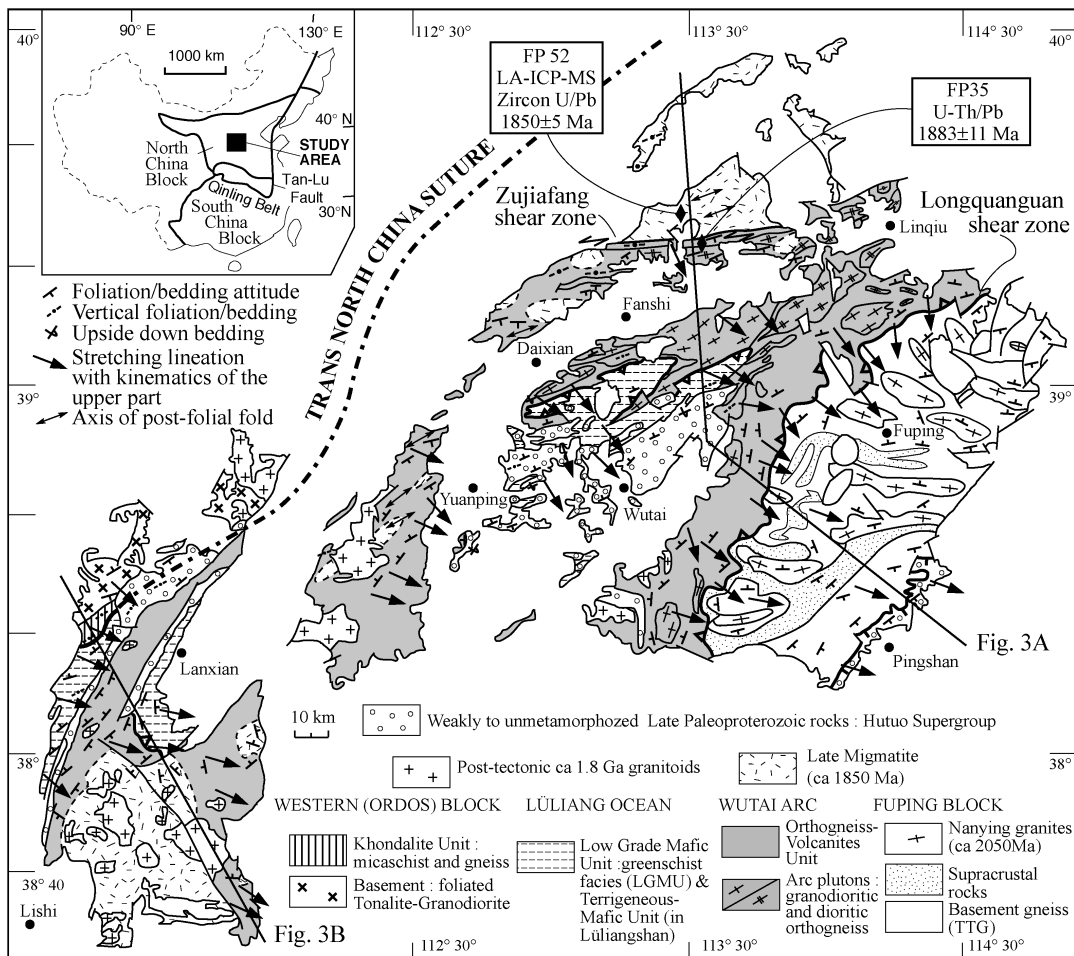 40°
112° 30'
113° 30'
114° 30'
40°
90° E
130° E
1000 km
40° N
North
China
Block
STUDY
AREA
Tan-Lu
Fault
Qinling Belt
30°N
South
China
Block
FP 52
LA-ICP-MS
Zircon U/Pb
1850±5 Ma
FP35
U-Th/Pb
1883±11 Ma
TRANS NORTH CHINA SUTURE
Zujiafang
shear zone
Longquanguan
shear zone
Linqiu
Fanshi
Daixian
Foliation/bedding attitude
Vertical foliation/bedding
Upside down bedding
Stretching lineation
with kinematics of the
upper part
Axis of post-folial fold
39°
39°
Fuping
Yuanping
Wutai
Lanxian
Fig. 3A
Pingshan
10 km
Weakly to unmetamorphozed Late Paleoproterozoic rocks : Hutuo Supergroup
38°
38°
Post-tectonic ca 1.8 Ga granitoids
Late Migmatite
(ca 1850 Ma)
WESTERN (ORDOS) BLOCK
LÜLIANG OCEAN
WUTAI ARC
FUPING BLOCK
Khondalite Unit :
micaschist and gneiss
Basement : foliated
Tonalite-Granodiorite
Low Grade Mafic
Unit :greenschist
facies (LGMU) &
Terrigeneous-
Mafic Unit (in
Lüliangshan)
Orthogneiss-
Volcanites
Unit
Arc plutons :
granodioritic
and dioritic
orthogneiss
Nanying granites
(ca 2050Ma)
Supracrustal
rocks
Basement gneiss
(TTG)
38° 40
Lishi
Fig. 3B
112° 30'
113° 30'
114° 30'